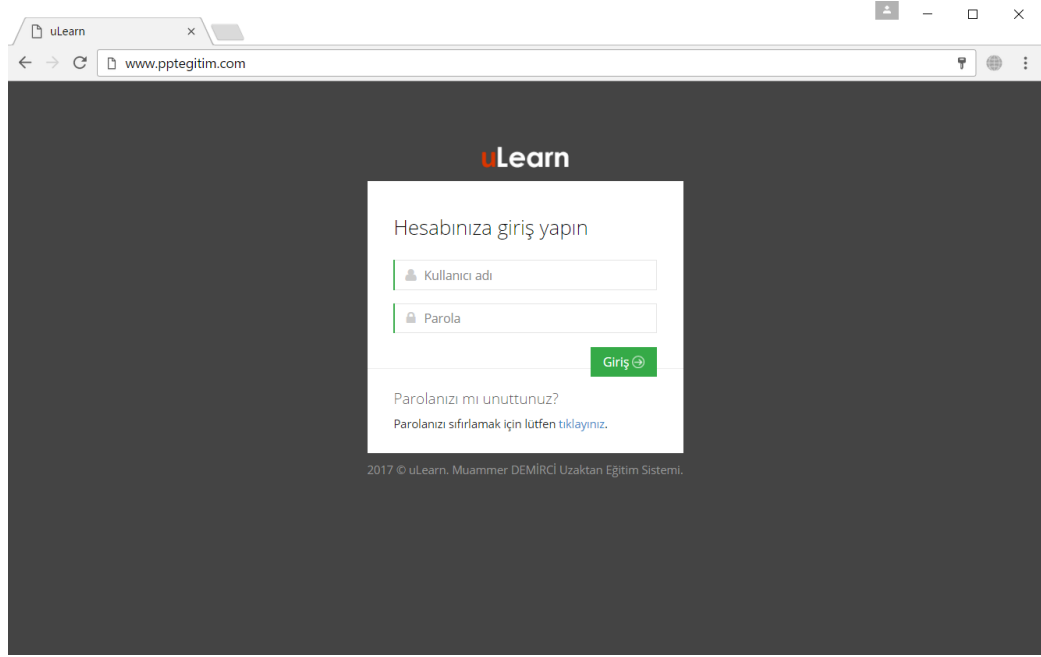 uLearn
www.pptegitim.com
uLearn
Hesabınıza giriş yapın
Kullanıcı adı
Parola
Giriş
Parolanızı mı unuttunuz?
Parolanızı sıfırlamak için lütfen tıklayınız.
2017 © uLearn. Muammer DEMİRCİ Uzaktan Eğitim Sistemi.